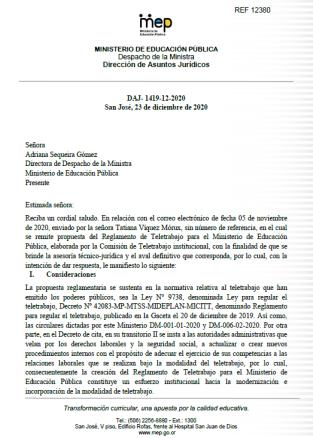 REF 12380
mep
Ministerio de
Educación Pública
MINISTERIO DE EDUCACIÓN PÚBLICA
Despacho de la Ministra
Dirección de Asuntos Jurídicos
DAJ- 1419-12-2020
San José, 23 de diciembre de 2020
Señora
Adriana Sequeira Gómez
Directora de Despacho de la Ministra
Ministerio de Educación Pública
Presente
Estimada señora:
Reciba un cordial saludo. En relación con el correo electrónico de fecha 05 de noviembre
de 2020, enviado por la señora Tatiana Víquez Mórux, sin número de referencia, en el cual
se remite propuesta del Reglamento de Teletrabajo para el Ministerio de Educación
Pública, elaborada por la Comisión de Teletrabajo institucional, con la finalidad de que se
brinde la asesoría técnico-jurídica y el aval definitivo que corresponda, por lo cual, con la
intención de dar respuesta, le manifiesto lo siguiente:
I. Consideraciones
La propuesta reglamentaria se sustenta en la normativa relativa al teletrabajo que han
emitido los poderes públicos, sea la Ley N° 9738, denominada Ley para regular el
teletrabajo, Decreto N° 42083-MP-MTSS-MIDEPLAN-MICITT, denominado Reglamento
para regular el teletrabajo, publicado en la Gaceta el 20 de diciembre de 2019. Así como,
las circulares dictadas por este Ministerio DM-001-01-2020 y DM-006-02-2020. Por otra
parte, en el Decreto de cita, en su transitorio II se insta a las autoridades administrativas que
velan por los derechos laborales y la seguridad social, a actualizar o crear nuevos
procedimientos internos con el propósito de adecuar el ejercicio de sus competencias a las
relaciones laborales que se realizan bajo la modalidad del teletrabajo, por lo cual,
consecuentemente la creación del Reglamento de Teletrabajo para el Ministerio de
Educación Pública constituye un esfuerzo institucional hacia la modernización e
incorporación de la modalidad de teletrabajo.
Transformación curricular, una apuesta por la calidad educativa.
Tel.: (506) 2256-8880 - Ext.: 1300
San José, V piso, Edificio Rofas, frente al Hospital San Juan de Dios
www.mep.go.cr